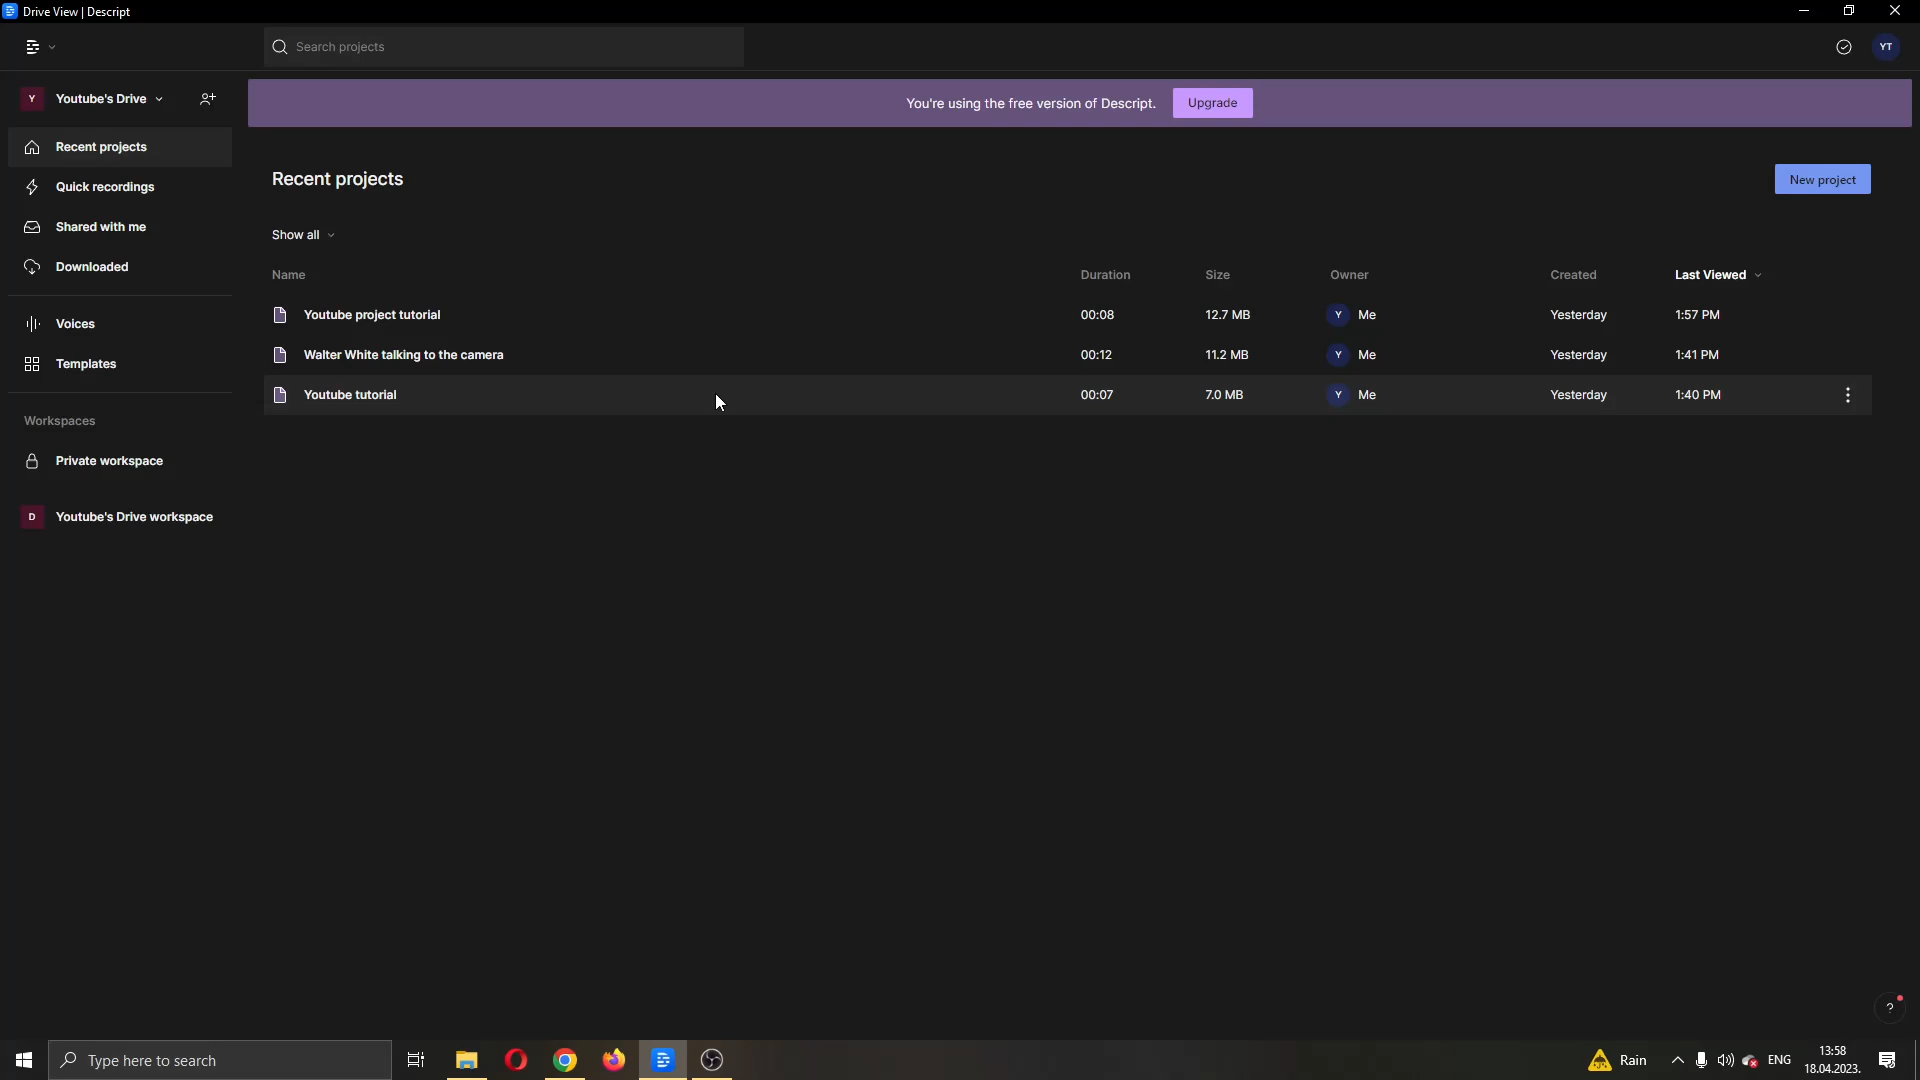 Drive View | Descript
Search projects
YT
Y Youtube's Drive
You're using the free version of Descript. Upgrade
Recent projects
Quick recordings
Shared with me
Downloaded
Voices
Templates
Workspaces
Private workspace
D Youtube's Drive workspace
Recent projects
New project
Show all
Name Duration Size Owner Created Last Viewed
Youtube project tutorial 00:08 12.7 MB Y Me Yesterday 1:57 PM
Walter White talking to the camera 00:12 11.2 MB Y Me Yesterday 1:41 PM
Youtube tutorial 00:07 7.0 MB Y Me Yesterday 1:40 PM
?
Type here to search
Rain
ENG
13:58
18.04.2023.